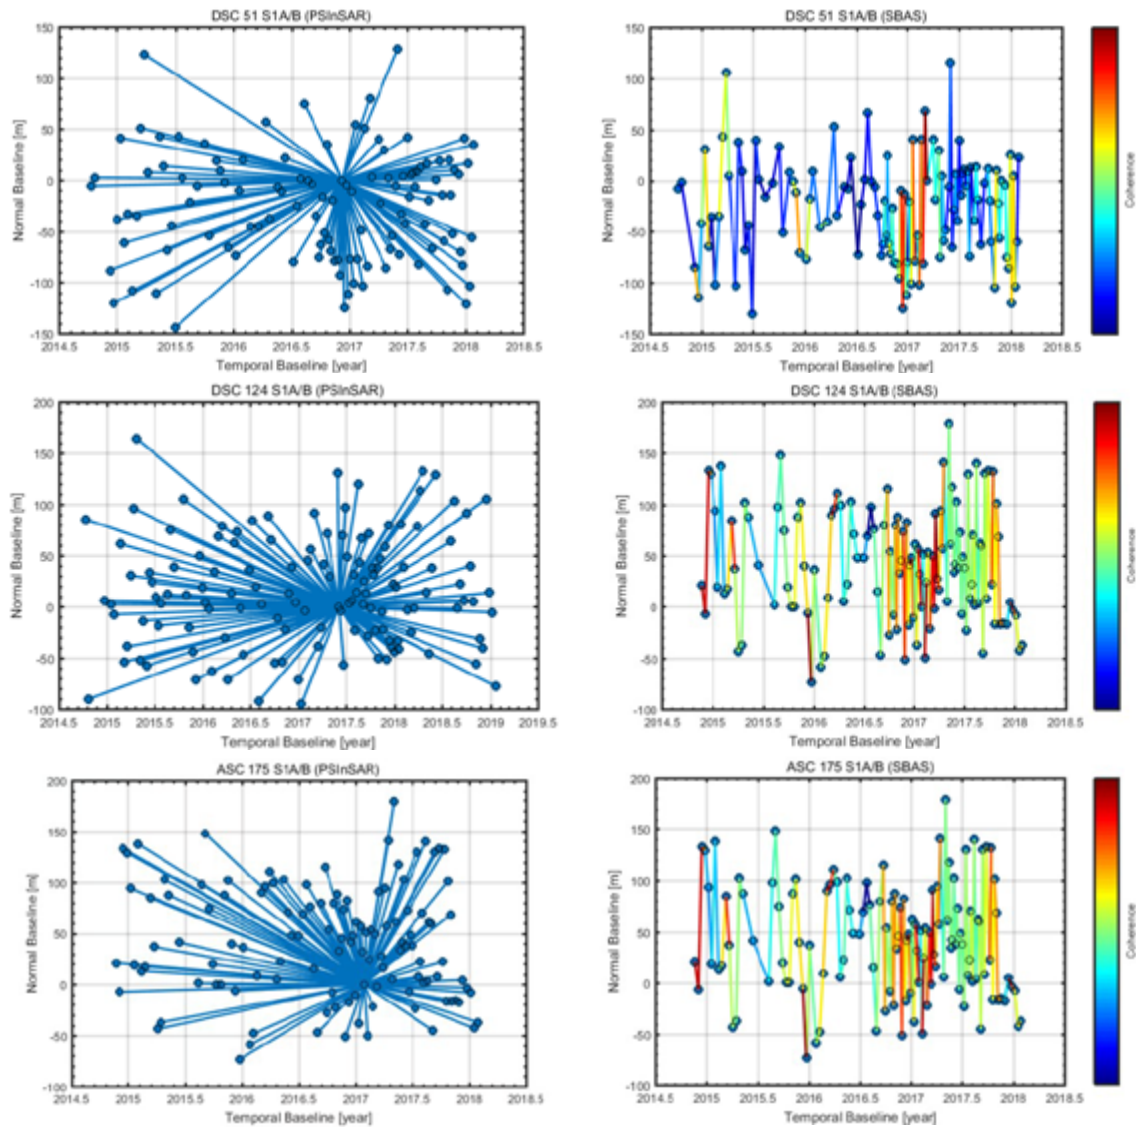 DSC 51 S1A/B (PSInSAR)
150
100
50
0
-50
-100
-150
Normal Baseline [m]
2014.5 2015 2015.5 2016 2016.5 2017 2017.5 2018 2018.5
Temporal Baseline [year]
DSC 51 S1A/B (SBAS)
150
100
50
0
-50
-100
-150
Normal Baseline [m]
2014.5 2015 2015.5 2016 2016.5 2017 2017.5 2018 2018.5
Temporal Baseline [year]
Coherence
DSC 124 S1A/B (PSInSAR)
200
150
100
50
0
-50
-100
Normal Baseline [m]
2014.5 2015 2015.5 2016 2016.5 2017 2017.5 2018 2018.5 2019 2019.5
Temporal Baseline [year]
DSC 124 S1A/B (SBAS)
200
150
100
50
0
-50
-100
Normal Baseline [m]
2014.5 2015 2015.5 2016 2016.5 2017 2017.5 2018 2018.5
Temporal Baseline [year]
Coherence
ASC 175 S1A/B (PSInSAR)
200
150
100
50
0
-50
-100
Normal Baseline [m]
2014.5 2015 2015.5 2016 2016.5 2017 2017.5 2018 2018.5
Temporal Baseline [year]
ASC 175 S1A/B (SBAS)
200
150
100
50
0
-50
-100
Normal Baseline [m]
2014.5 2015 2015.5 2016 2016.5 2017 2017.5 2018 2018.5
Temporal Baseline [year]
Coherence